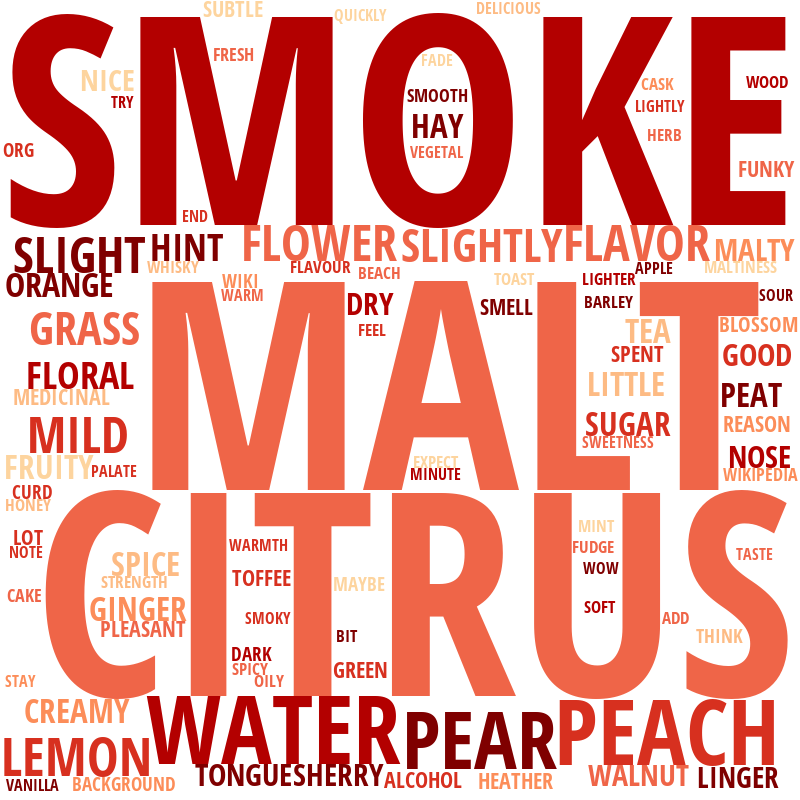 SUBTLE
QUICKLY
DELICIOUS
SMOKE
FRESH
FADE
NICE
TRY
SMOOTH
CASK
WOOD
LIGHTLY
HAY
HERB
ORG
VEGETAL
FUNKY
END
SLIGHT
HINT
FLOWER
SLIGHTLY
FLAVOR
MALTY
WHISKY
FLAVOUR
BEACH
APPLE
MALTINESS
ORANGE
WIKI
WARM
TOAST
LIGHTER
MALT
DRY
SMELL
BARLEY
SOUR
GRASS
FEEL
TEA
BLOSSOM
SPENT
GOOD
FLORAL
LITTLE
PEAT
MEDICINAL
MILD
SUGAR
REASON
SWEETNESS
FRUITY
PALATE
EXPECT
MINUTE
NOSE
WIKIPEDIA
CURD
HONEY
CITRUS
LOT
NOTE
WARMTH
MINT
FUDGE
TASTE
SPICE
STRENGTH
TOFFEE
MAYBE
WOW
CAKE
GINGER
SMOKY
SOFT
ADD
PLEASANT
BIT
THINK
DARK
SPICY
OILY
GREEN
STAY
CREAMY
WATER
PEAR
PEACH
LEMON
VANILLA
BACKGROUND
TONGUE
SHERRY
ALCOHOL
HEATHER
WALNUT
LINGER